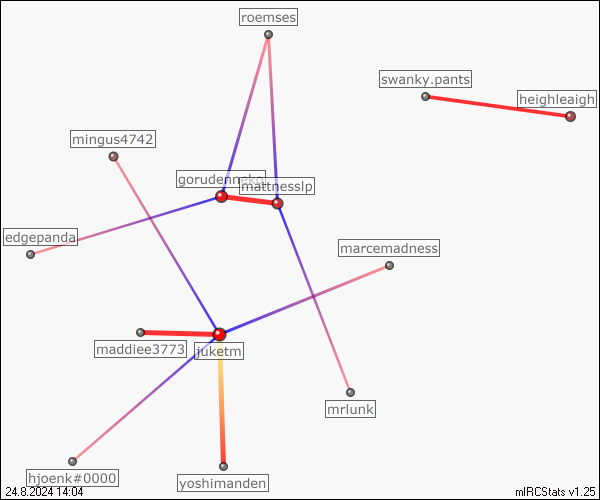 roemses
swanky.pants
heighleaigh
mingus4742
mattnesslp
edgepanda
marcemadness
maddiee3773
juketm
mrlunk
hjoenk#0000
yoshimanden
24.8.2024 14:04
mIRCStats v1.25